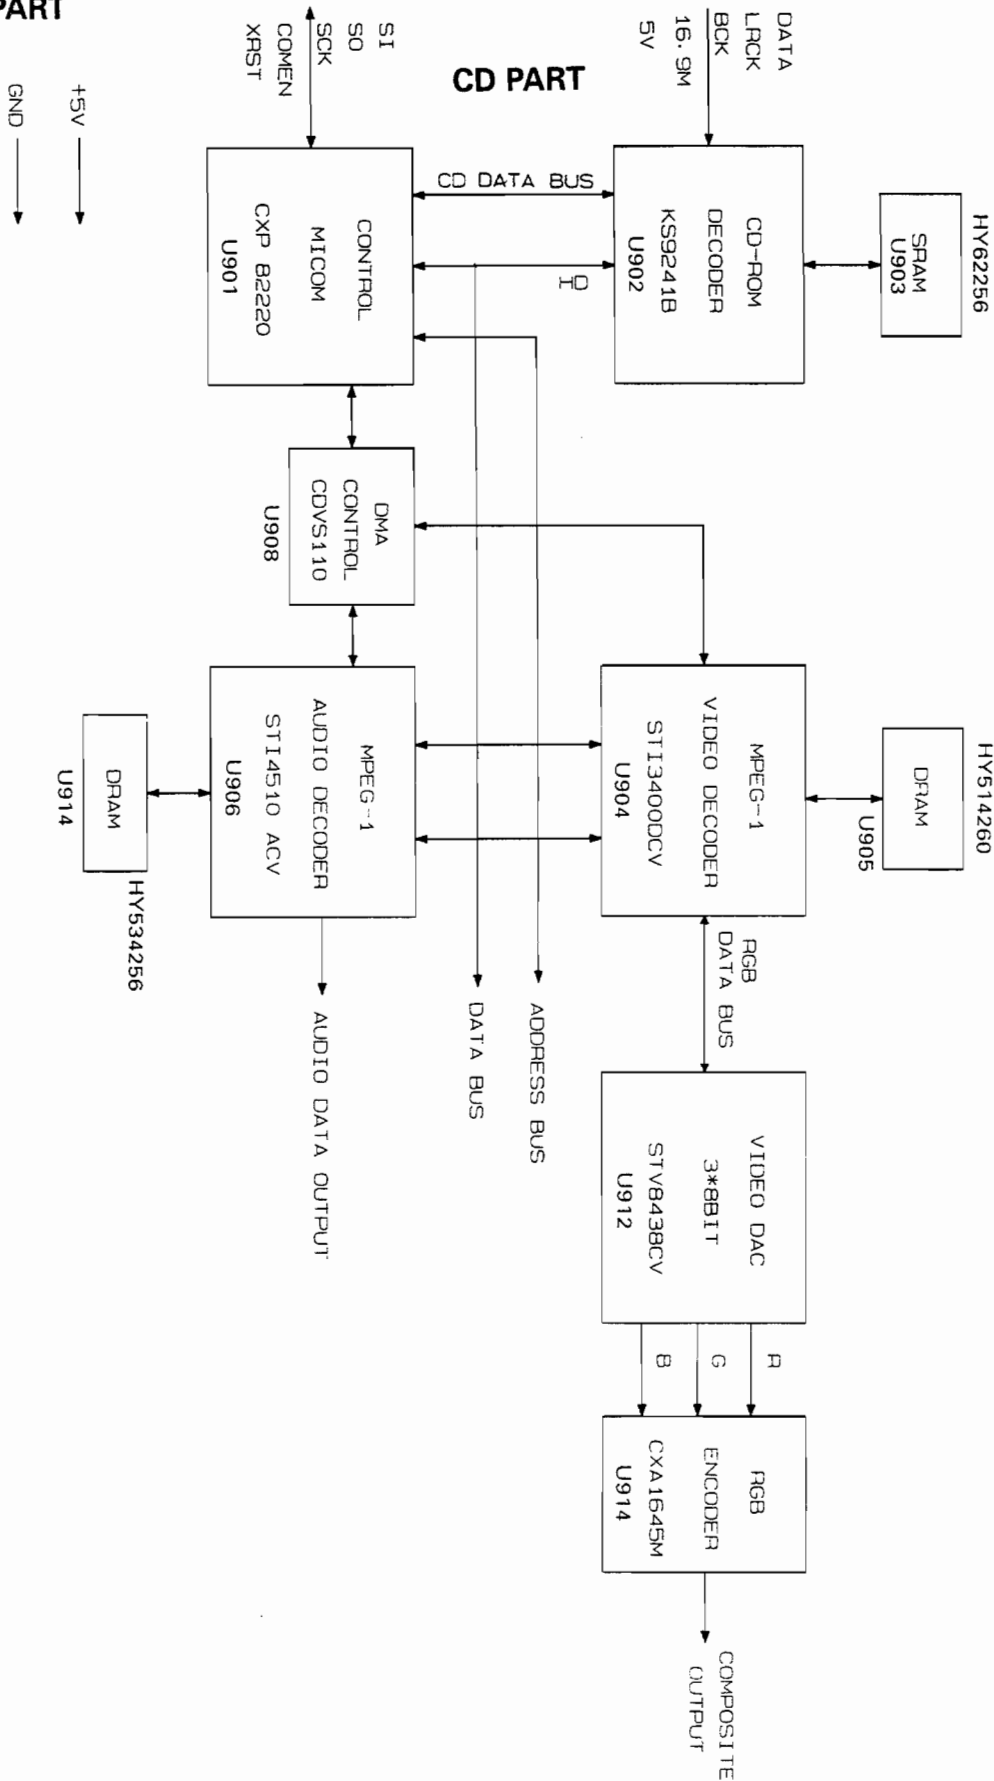 PART
CD PART
DATA
LRCK
BCK
16.9M
5V
SI
SO
SCK
COMEN
XRST
+5V
GND
HY62256
SRAM
U903
CD-ROM
DECODER
KS9241B
U902
CD DATA BUS
ID
CONTROL
MICOM
CXP 82220
U901
DMA
CONTROL
CDVS110
U908
HY514260
DRAM
U905
MPEG-1
VIDEO DECODER
STI3400DCV
U904
MPEG-1
AUDIO DECODER
STI4510 ACV
U906
DRAM
U914
HY534256
RGB
DATA BUS
ADDRESS BUS
DATA BUS
AUDIO DATA OUTPUT
VIDEO DAC
3*8BIT
STV8438CV
U912
R
G
B
RGB
ENCODER
CXA1645M
U914
COMPOSITE
OUTPUT